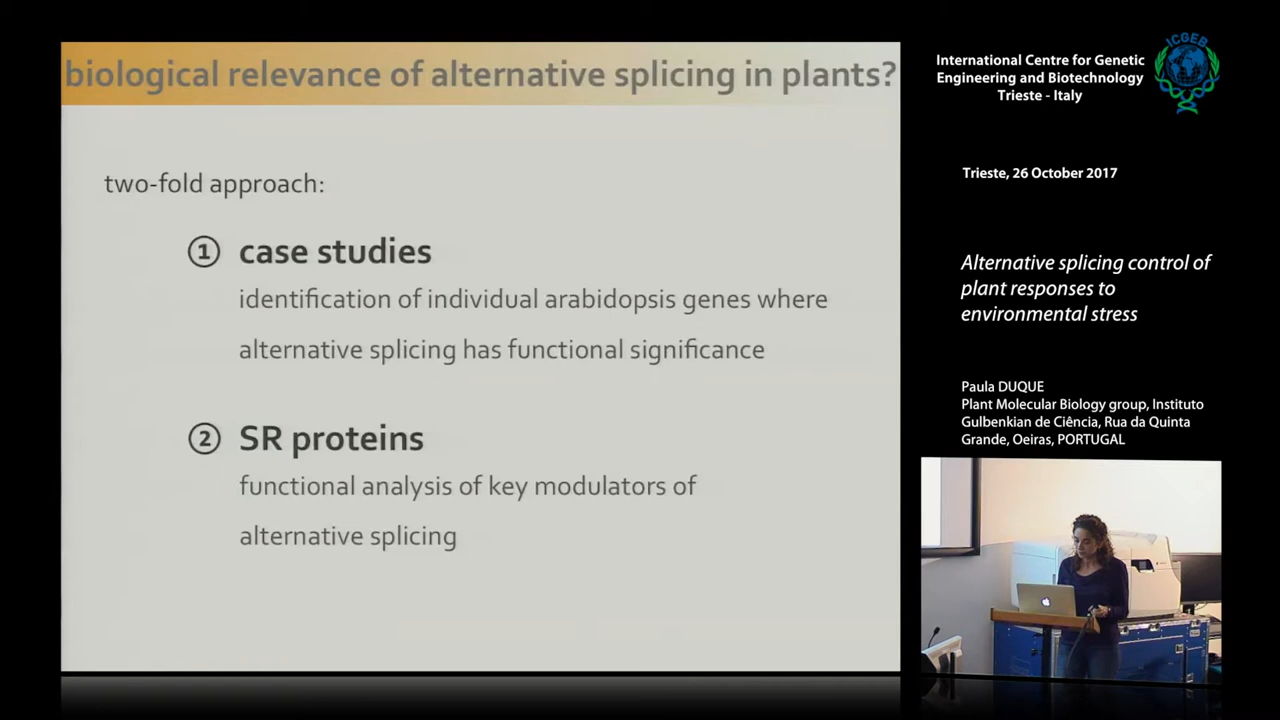 biological relevance of alternative splicing in plants?
two-fold approach:
① case studies
identification of individual arabidopsis genes where
alternative splicing has functional significance
② SR proteins
functional analysis of key modulators of
alternative splicing
International Centre for Genetic
Engineering and Biotechnology
Trieste - Italy
ICGEB
Trieste, 26 October 2017
Alternative splicing control of
plant responses to
environmental stress
Paula DUQUE
Plant Molecular Biology group, Instituto
Gulbenkian de Ciência, Rua da Quinta
Grande, Oeiras, PORTUGAL